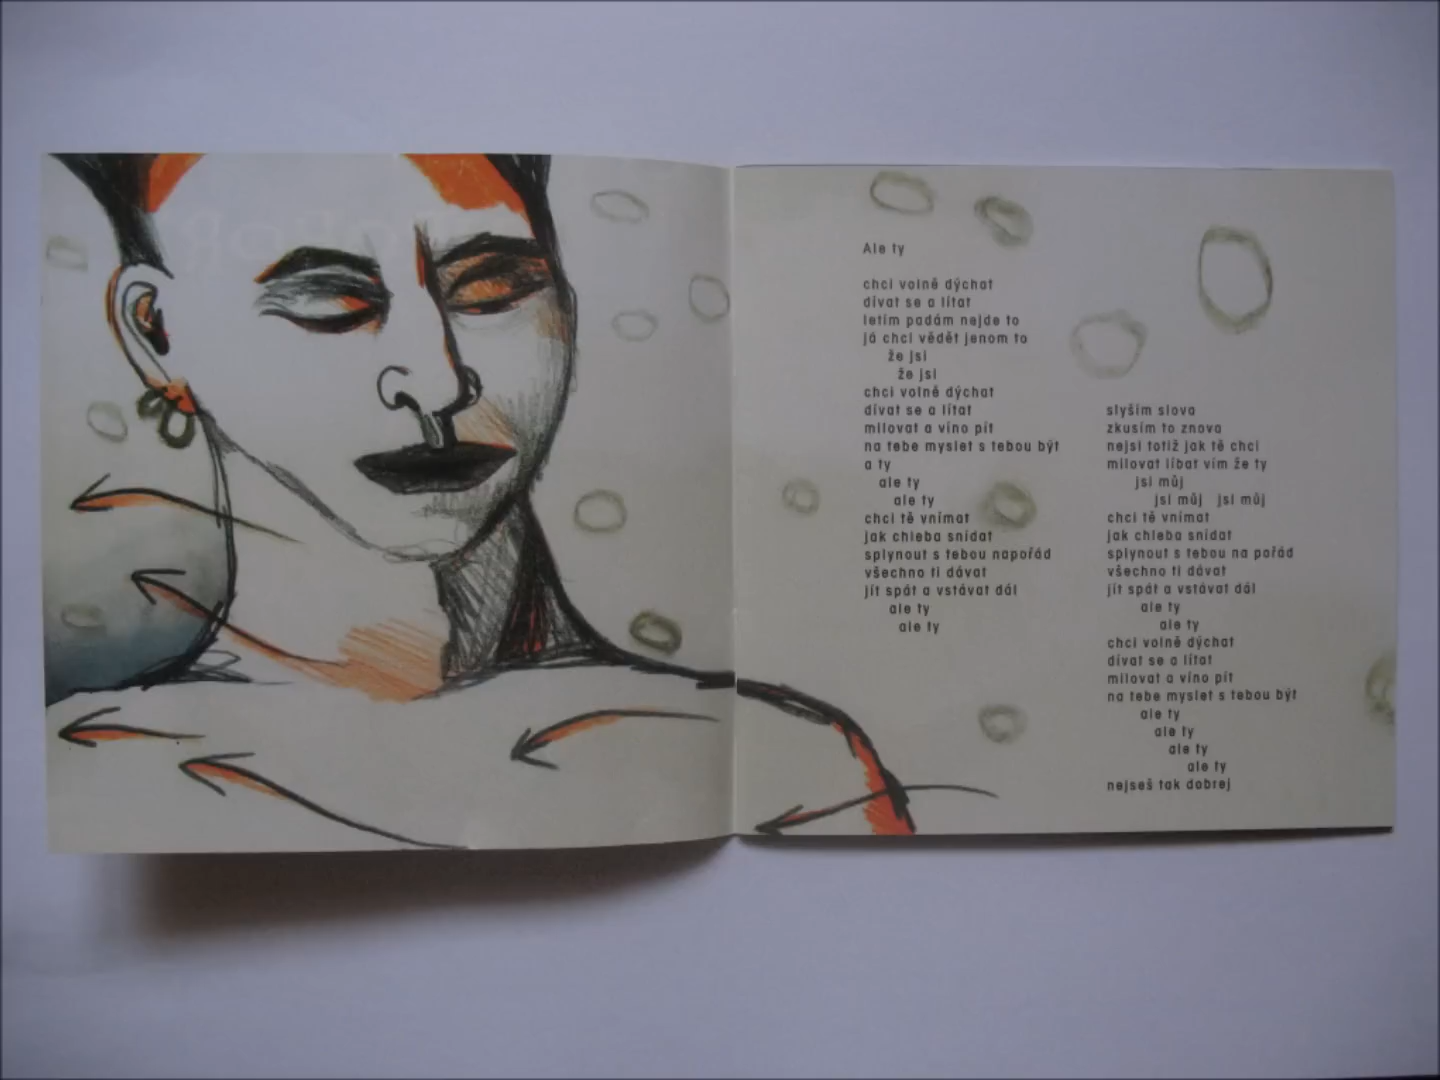 Ale ty
chci volně dýchat
dívat se a lítat
letím padám nejde to
já chci vědět jenom to
že jsi
že jsi
chci volně dýchat
dívat se a lítat
milovat a víno pít
na tebe myslet s tebou být
a ty
ale ty
ale ty
chci tě vnímat
jak chleba snídat
splynout s tebou napořád
všechno ti dávat
jít spát a vstávat dál
ale ty
ale ty
slyším slova
zkusím to znova
nejsi totiž jak tě chci
milovat líbat vím že ty
jsi můj
jsi můj jsi můj
chci tě vnímat
jak chleba snídat
splynout s tebou na pořád
všechno ti dávat
jít spát a vstávat dál
ale ty
ale ty
chci volně dýchat
dívat se a lítat
milovat a víno pít
na tebe myslet s tebou být
ale ty
ale ty
ale ty
ale ty
nejseš tak dobrej